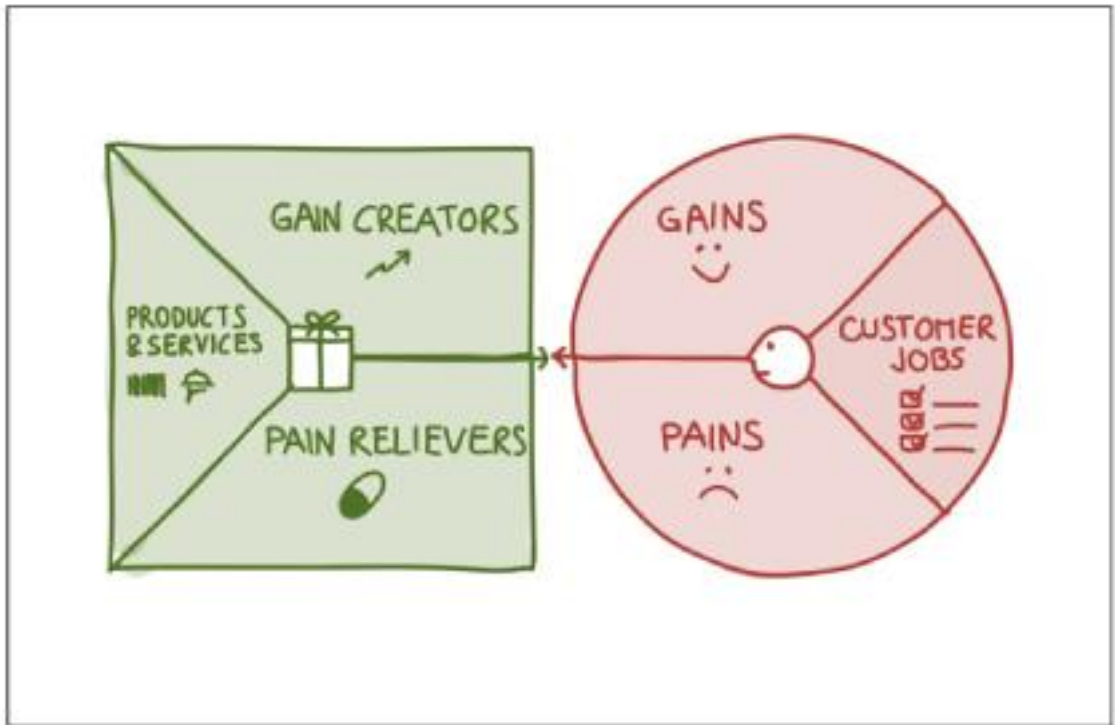 GAIN CREATORS
PRODUCTS
& SERVICES
PAIN RELIEVERS
GAINS
CUSTOMER
JOBS
PAINS